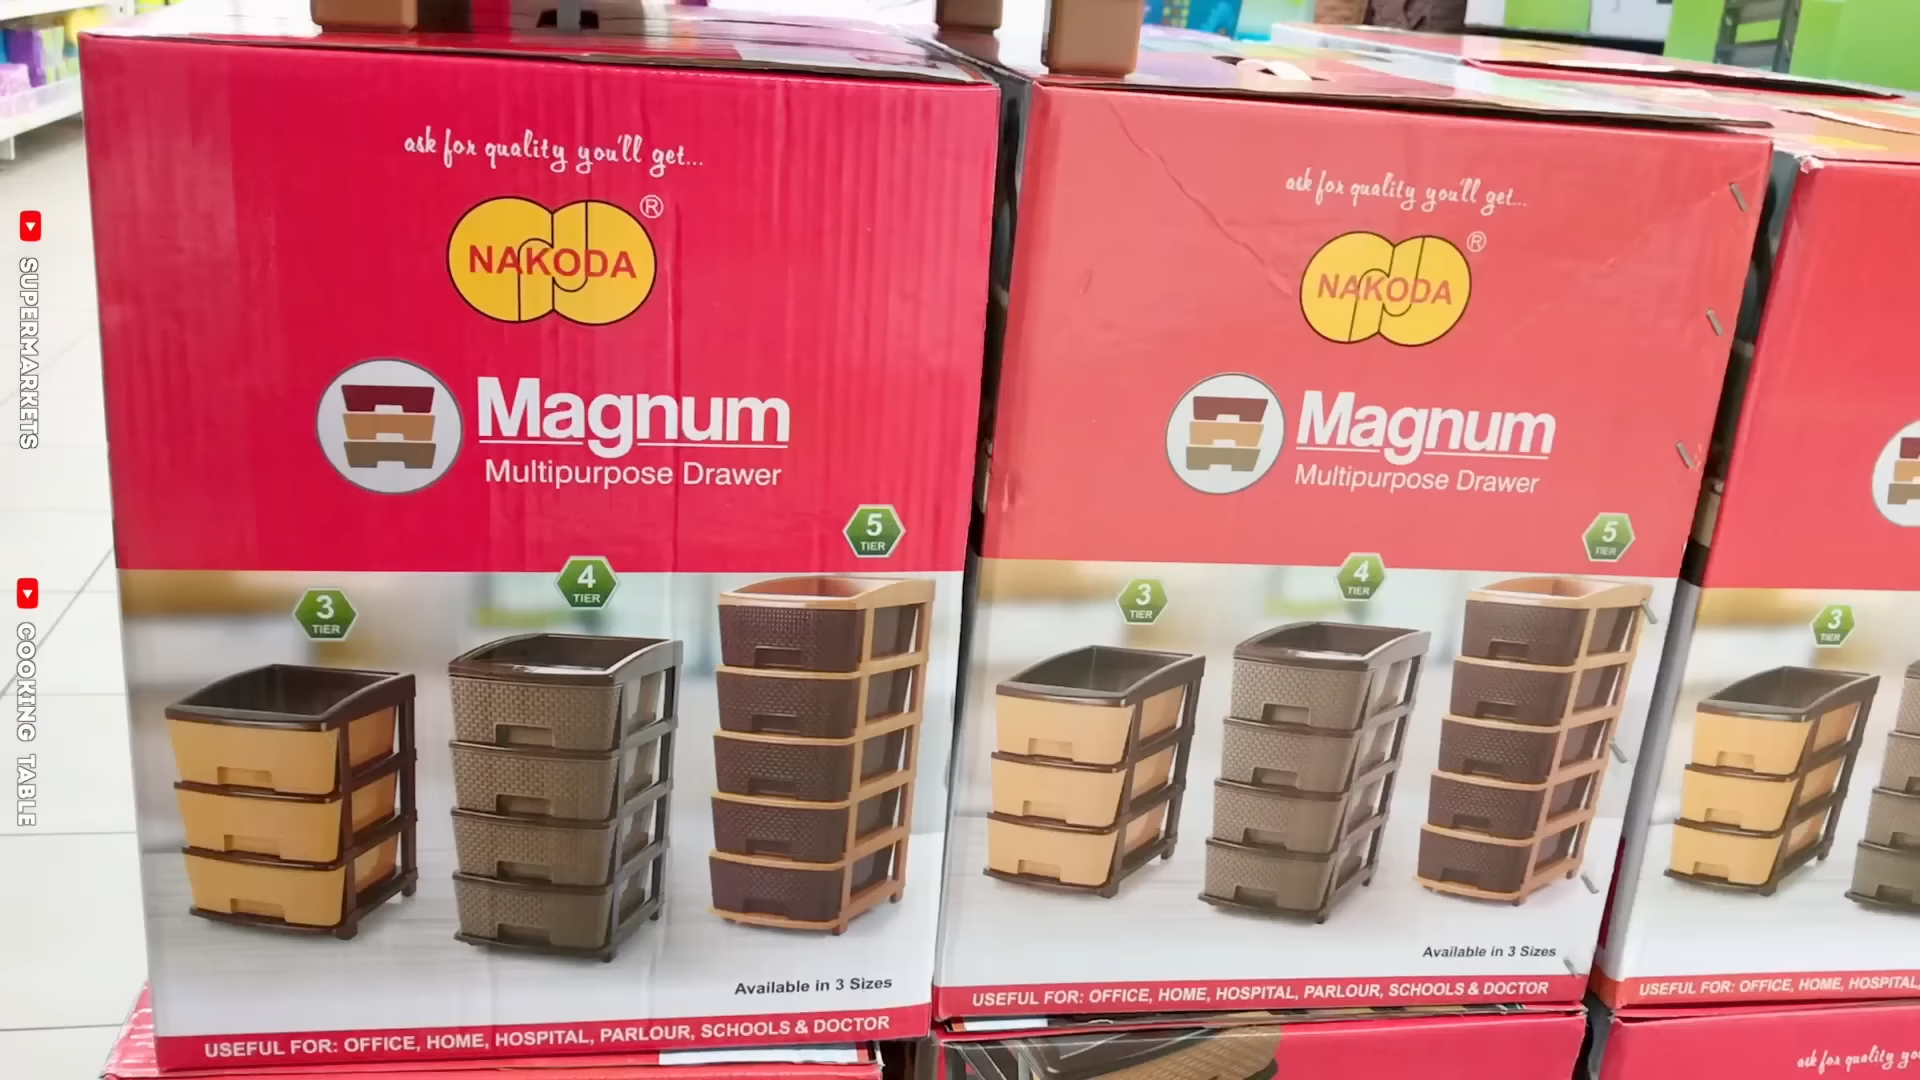 SUPERMARKETS
COOKING TABLE
ask for quality you'll get...
NAKODA®
Magnum
Multipurpose Drawer
3 TIER
4 TIER
5 TIER
Available in 3 Sizes
USEFUL FOR: OFFICE, HOME, HOSPITAL, PARLOUR, SCHOOLS & DOCTOR
ask for quality you'll get...
NAKODA®
Magnum
Multipurpose Drawer
3 TIER
4 TIER
5 TIER
Available in 3 Sizes
USEFUL FOR: OFFICE, HOME, HOSPITAL, PARLOUR, SCHOOLS & DOCTOR
3 TIER
USEFUL FOR: OFFICE, HOME, HOSPITAL,
ask for quality